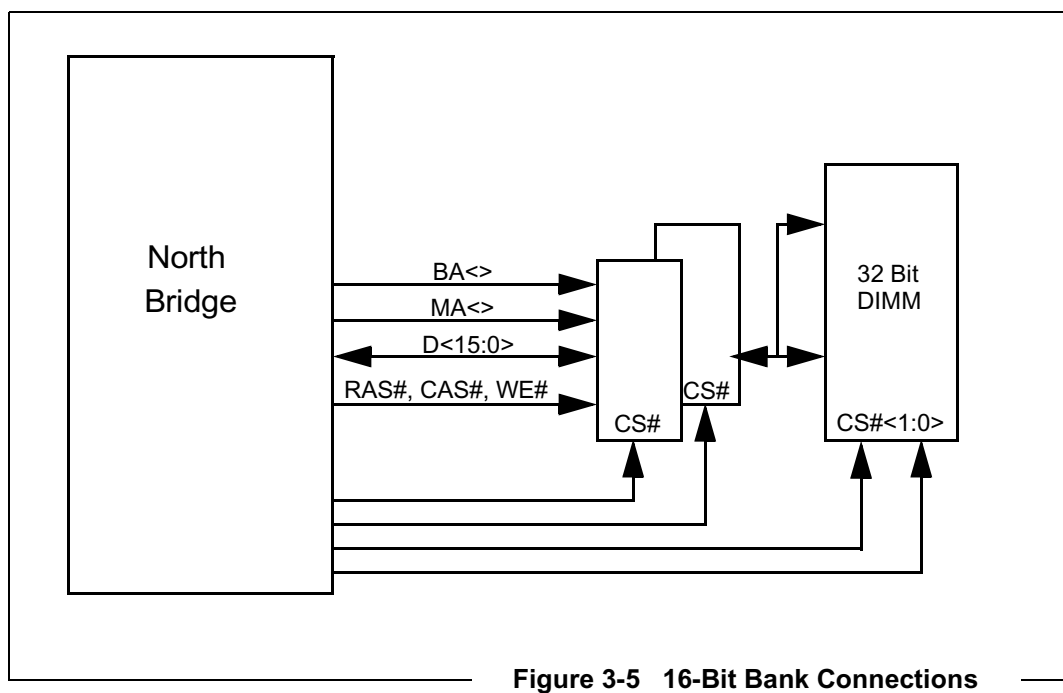 North
Bridge
BA<>
MA<>
D<15:0>
RAS#, CAS#, WE#
CS#
CS#
32 Bit
DIMM
CS#<1:0>
Figure 3-5 16-Bit Bank Connections